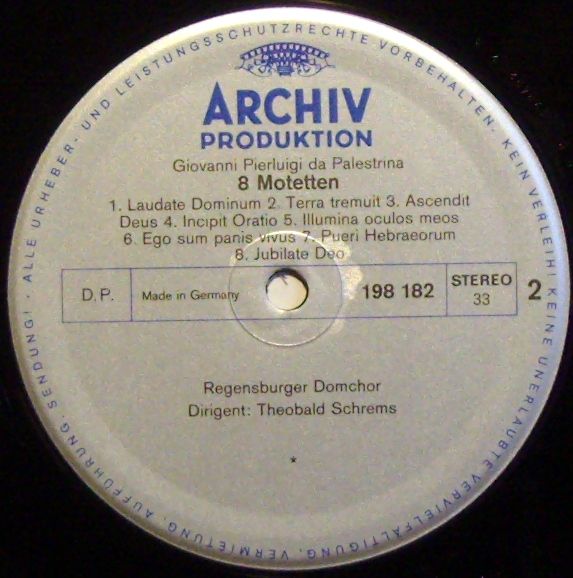 · ALLE URHEBER- UND LEISTUNGSSCHUTZRECHTE VORBEHALTEN · KEIN VERLEIH! KEINE UNERLAUBTE VERVIELFÄLTIGUNG, VERMIETUNG, AUFFÜHRUNG, SENDUNG!
ARCHIV
PRODUKTION
Giovanni Pierluigi da Palestrina
8 Motetten
1. Laudate Dominum 2. Terra tremuit 3. Ascendit
Deus 4. Incipit Oratio 5. Illumina oculos meos
6. Ego sum panis vivus 7. Pueri Hebraeorum
8. Jubilate Deo
D.P. Made in Germany 198 182 STEREO
33
2
Regensburger Domchor
Dirigent: Theobald Schrems
*